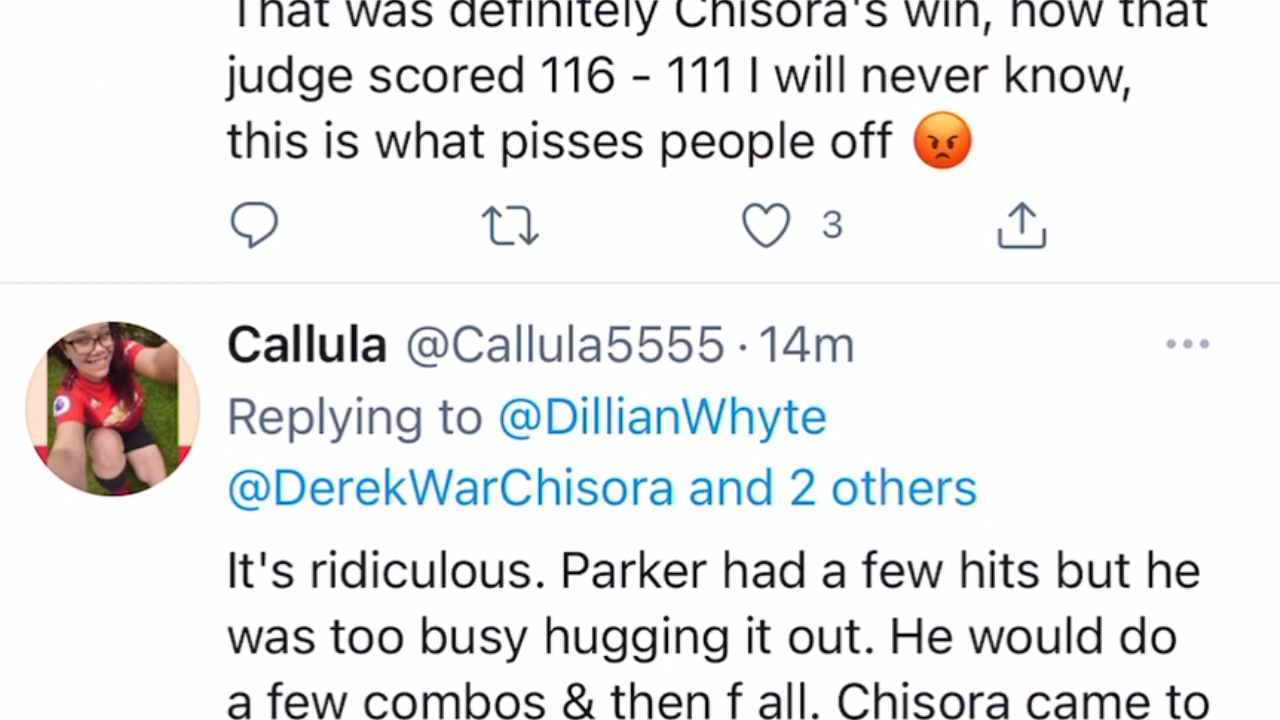 That was definitely Chisora's win, how that
judge scored 116 - 111 I will never know,
this is what pisses people off 😡
3
Callula @Callula5555 · 14m
Replying to @DillianWhyte
@DerekWarChisora and 2 others
It's ridiculous. Parker had a few hits but he
was too busy hugging it out. He would do
a few combos & then f all. Chisora came to